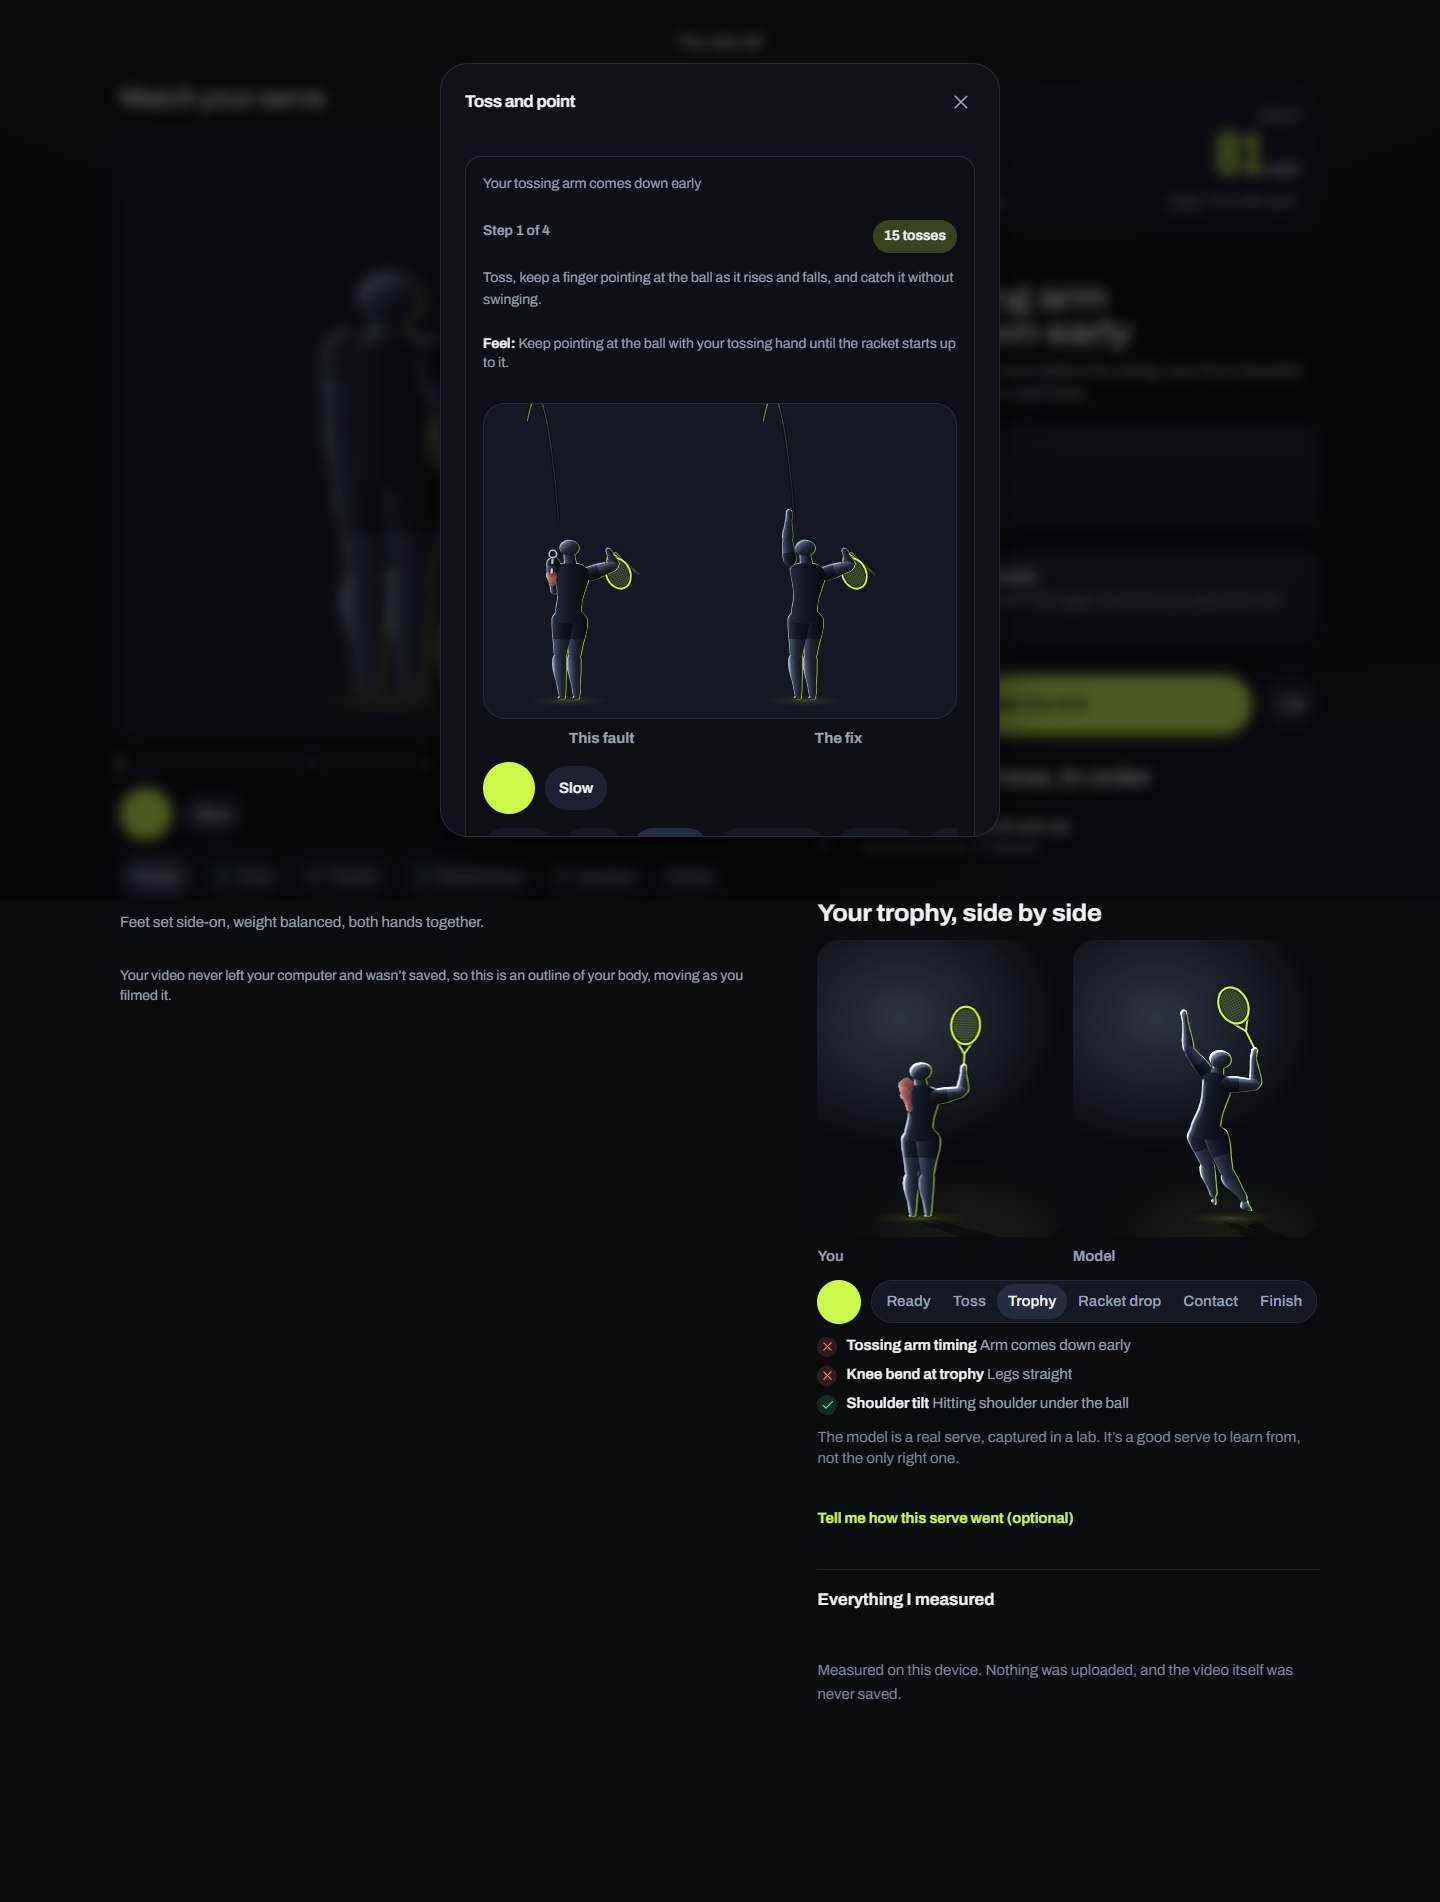 Toss and point
Your tossing arm comes down early
Step 1 of 4
15 tosses
Toss, keep a finger pointing at the ball as it rises and falls, and catch it without
swinging.
Feel: Keep pointing at the ball with your tossing hand until the racket starts up
to it.
This fault
The fix
Slow
Watch your serve
81
Feet set side-on, weight balanced, both hands together.
Your video never left your computer and wasn’t saved, so this is an outline of your body, moving as you
filmed it.
Your trophy, side by side
You
Model
Ready
Toss
Trophy
Racket drop
Contact
Finish
Tossing arm timing Arm comes down early
Knee bend at trophy Legs straight
Shoulder tilt Hitting shoulder under the ball
The model is a real serve, captured in a lab. It’s a good serve to learn from,
not the only right one.
Tell me how this serve went (optional)
Everything I measured
Measured on this device. Nothing was uploaded, and the video itself was
never saved.